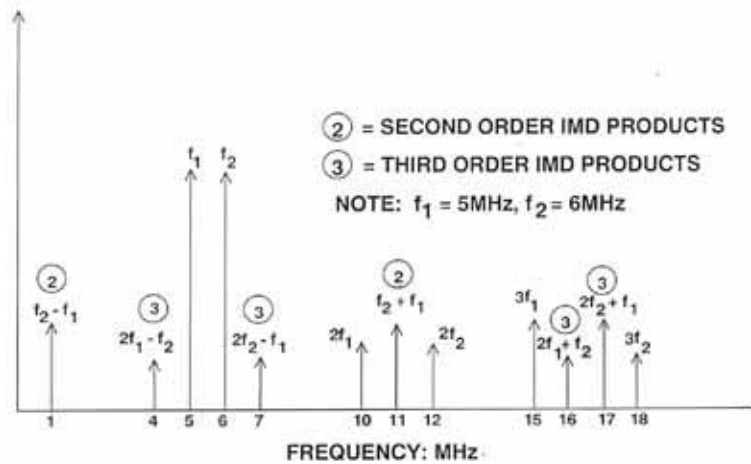 ② = SECOND ORDER IMD PRODUCTS
③ = THIRD ORDER IMD PRODUCTS
NOTE: f₁ = 5MHz, f₂ = 6MHz
f₁
f₂
②
f₂ - f₁
③
2f₁ - f₂
③
2f₂ - f₁
2f₁
②
f₂ + f₁
2f₂
3f₁
③
2f₁ + f₂
③
2f₂ + f₁
3f₂
1 4 5 6 7 10 11 12 15 16 17 18
FREQUENCY: MHz